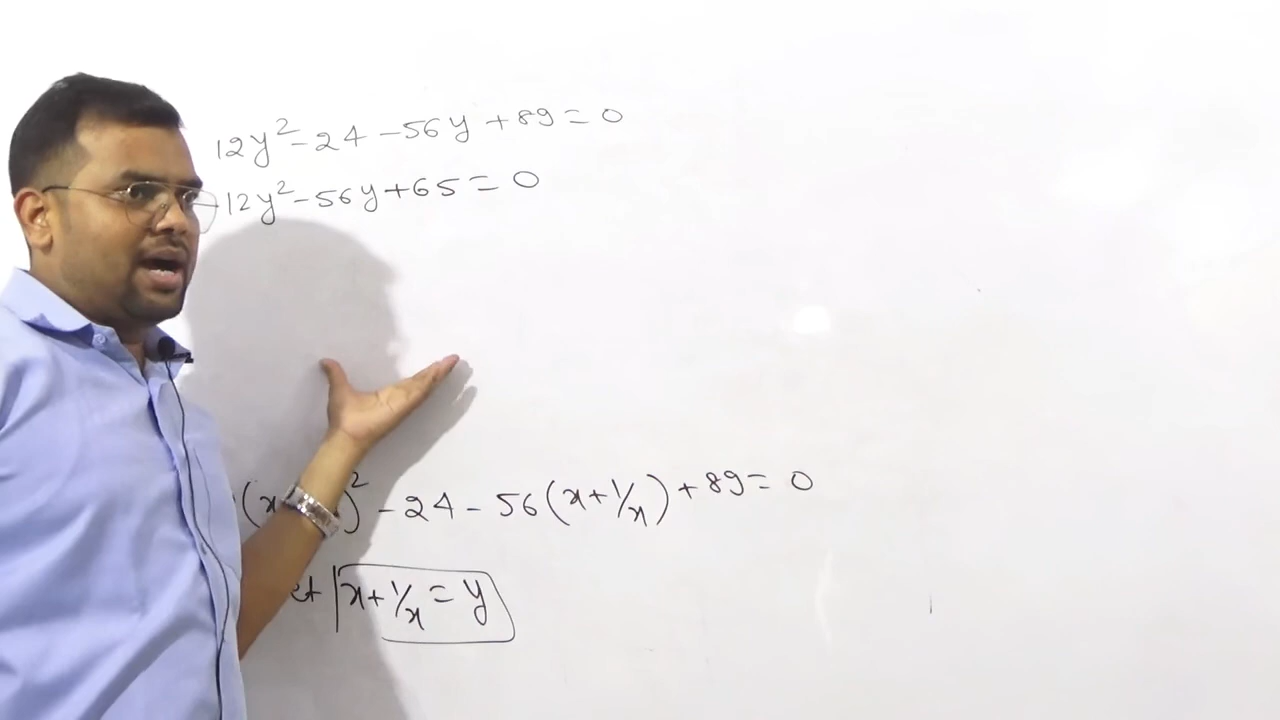 12y² - 24 - 56y + 89 = 0
12y² - 56y + 65 = 0
)² - 24 - 56(x + 1/x) + 89 = 0
x + 1/x = y